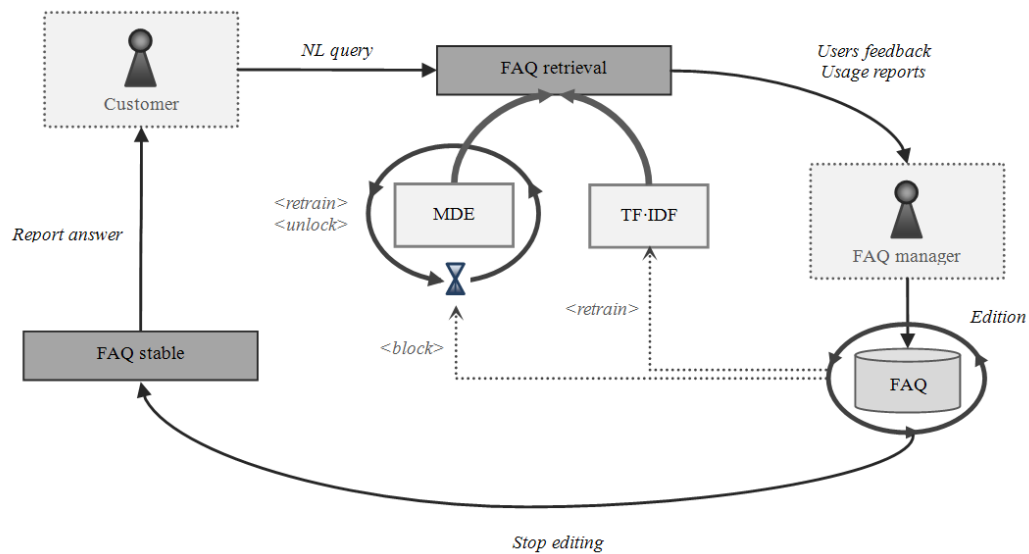 NL query
Customer
FAQ retrieval
Users feedback
Usage reports
<retrain>
<unlock>
MDE
TF·IDF
FAQ manager
Report answer
<retrain>
Edition
<block>
FAQ stable
FAQ
Stop editing